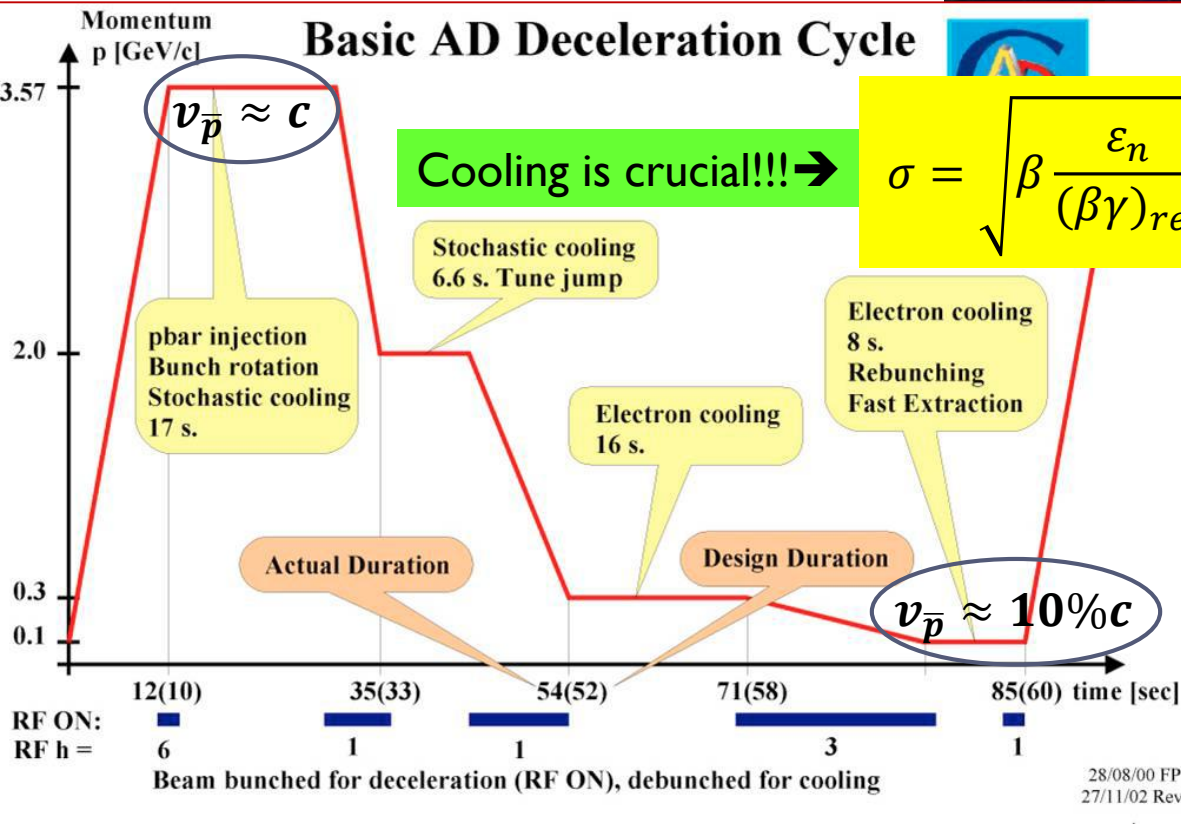 Momentum
p [GeV/c]
Basic AD Deceleration Cycle
3.57
v_p̄ ≈ c
Cooling is crucial!!!➔
σ = √β ε_n / (βγ)_re
Stochastic cooling
6.6 s. Tune jump
pbar injection
Bunch rotation
Stochastic cooling
17 s.
Electron cooling
8 s.
Rebunching
Fast Extraction
2.0
Electron cooling
16 s.
Actual Duration
Design Duration
0.3
v_p̄ ≈ 10%c
0.1
12(10) 35(33) 54(52) 71(58) 85(60) time [sec]
RF ON:
RF h = 6 1 1 3 1
Beam bunched for deceleration (RF ON), debunched for cooling
28/08/00 FP
27/11/02 Rev